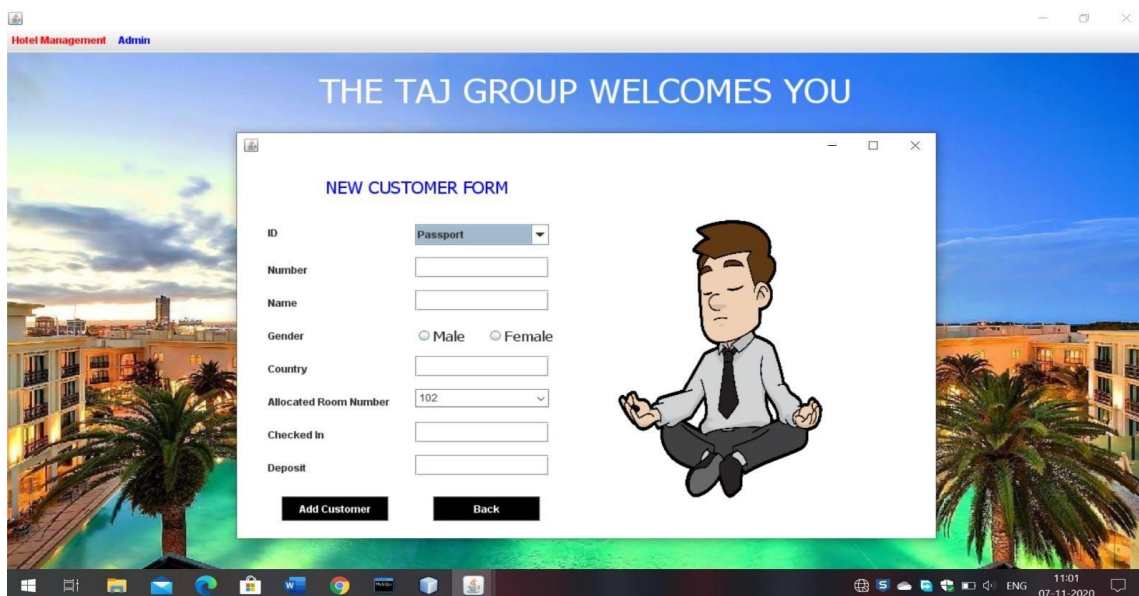 Hotel Management Admin
THE TAJ GROUP WELCOMES YOU
NEW CUSTOMER FORM
ID Passport
Number
Name
Gender Male Female
Country
Allocated Room Number 102
Checked In
Deposit
Add Customer Back
W MySQL S ENG 11:01
07-11-2020